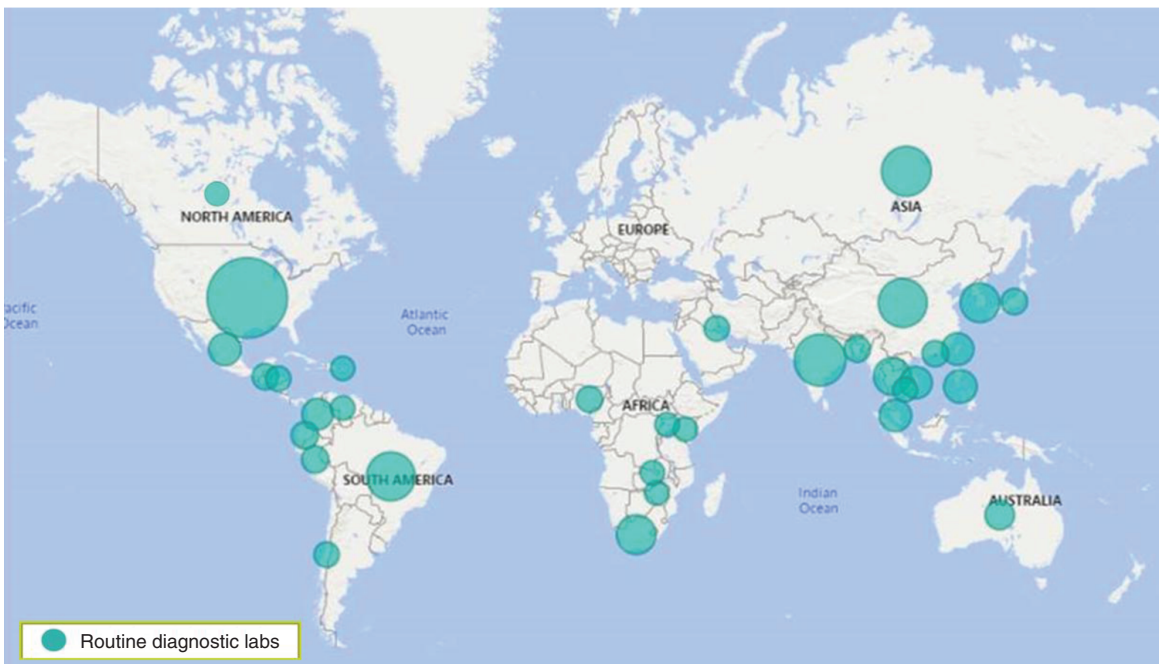 NORTH AMERICA
ASIA
EUROPE
acific
Ocean
Atlantic
Ocean
AFRICA
SOUTH AMERICA
Indian
Ocean
AUSTRALIA
Routine diagnostic labs